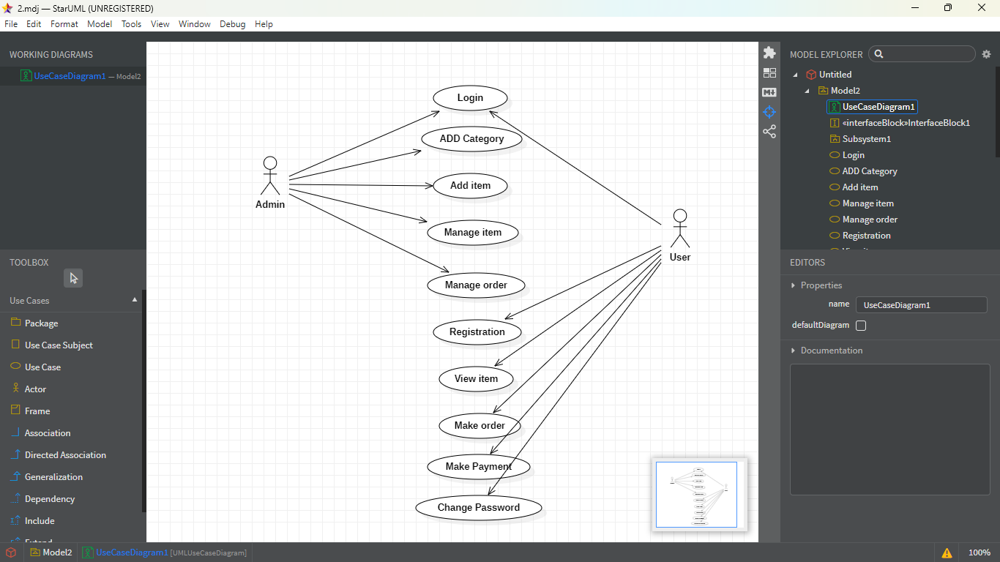 2.mdj — StarUML (UNREGISTERED)
File Edit Format Model Tools View Window Debug Help
WORKING DIAGRAMS
UseCaseDiagram1 — Model2
TOOLBOX
Use Cases
Package
Use Case Subject
Use Case
Actor
Frame
Association
Directed Association
Generalization
Dependency
Include
Extend
Login
ADD Category
Add item
Manage item
Manage order
Registration
View item
Make order
Make Payment
Change Password
Admin
User
MODEL EXPLORER
Untitled
Model2
UseCaseDiagram1
«interfaceBlock»InterfaceBlock1
Subsystem1
Login
ADD Category
Add item
Manage item
Manage order
Registration
EDITORS
Properties
name UseCaseDiagram1
defaultDiagram
Documentation
Model2 UseCaseDiagram1 [UMLUseCaseDiagram] 100%